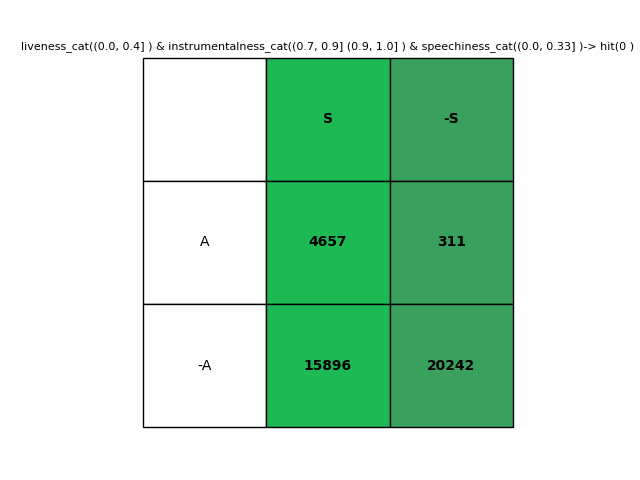 liveness_cat((0.0, 0.4] ) & instrumentalness_cat((0.7, 0.9] (0.9, 1.0] ) & speechiness_cat((0.0, 0.33] )-> hit(0 )
S -S
A 4657 311
-A 15896 20242